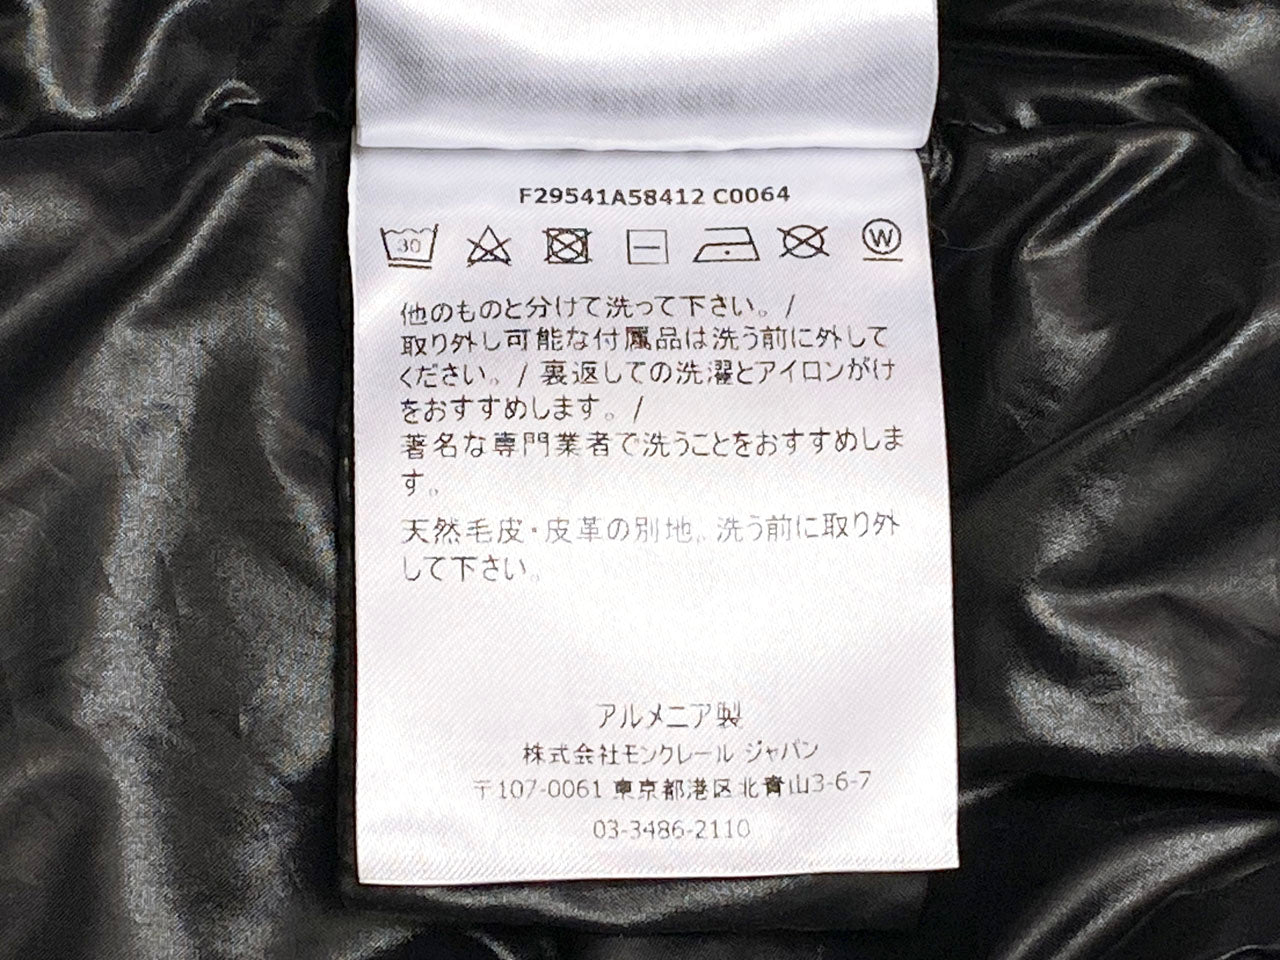 F29541A58412 C0064
30
W
他のものと分けて洗って下さい。/
取り外し可能な付属品は洗う前に外して
ください。/ 裏返しての洗濯とアイロンがけ
をおすすめします。/
著名な専門業者で洗うことをおすすめしま
す。
天然毛皮・皮革の別地、洗う前に取り外
して下さい。
アルメニア製
株式会社モンクレール ジャパン
〒107-0061 東京都港区北青山3-6-7
03-3486-2110